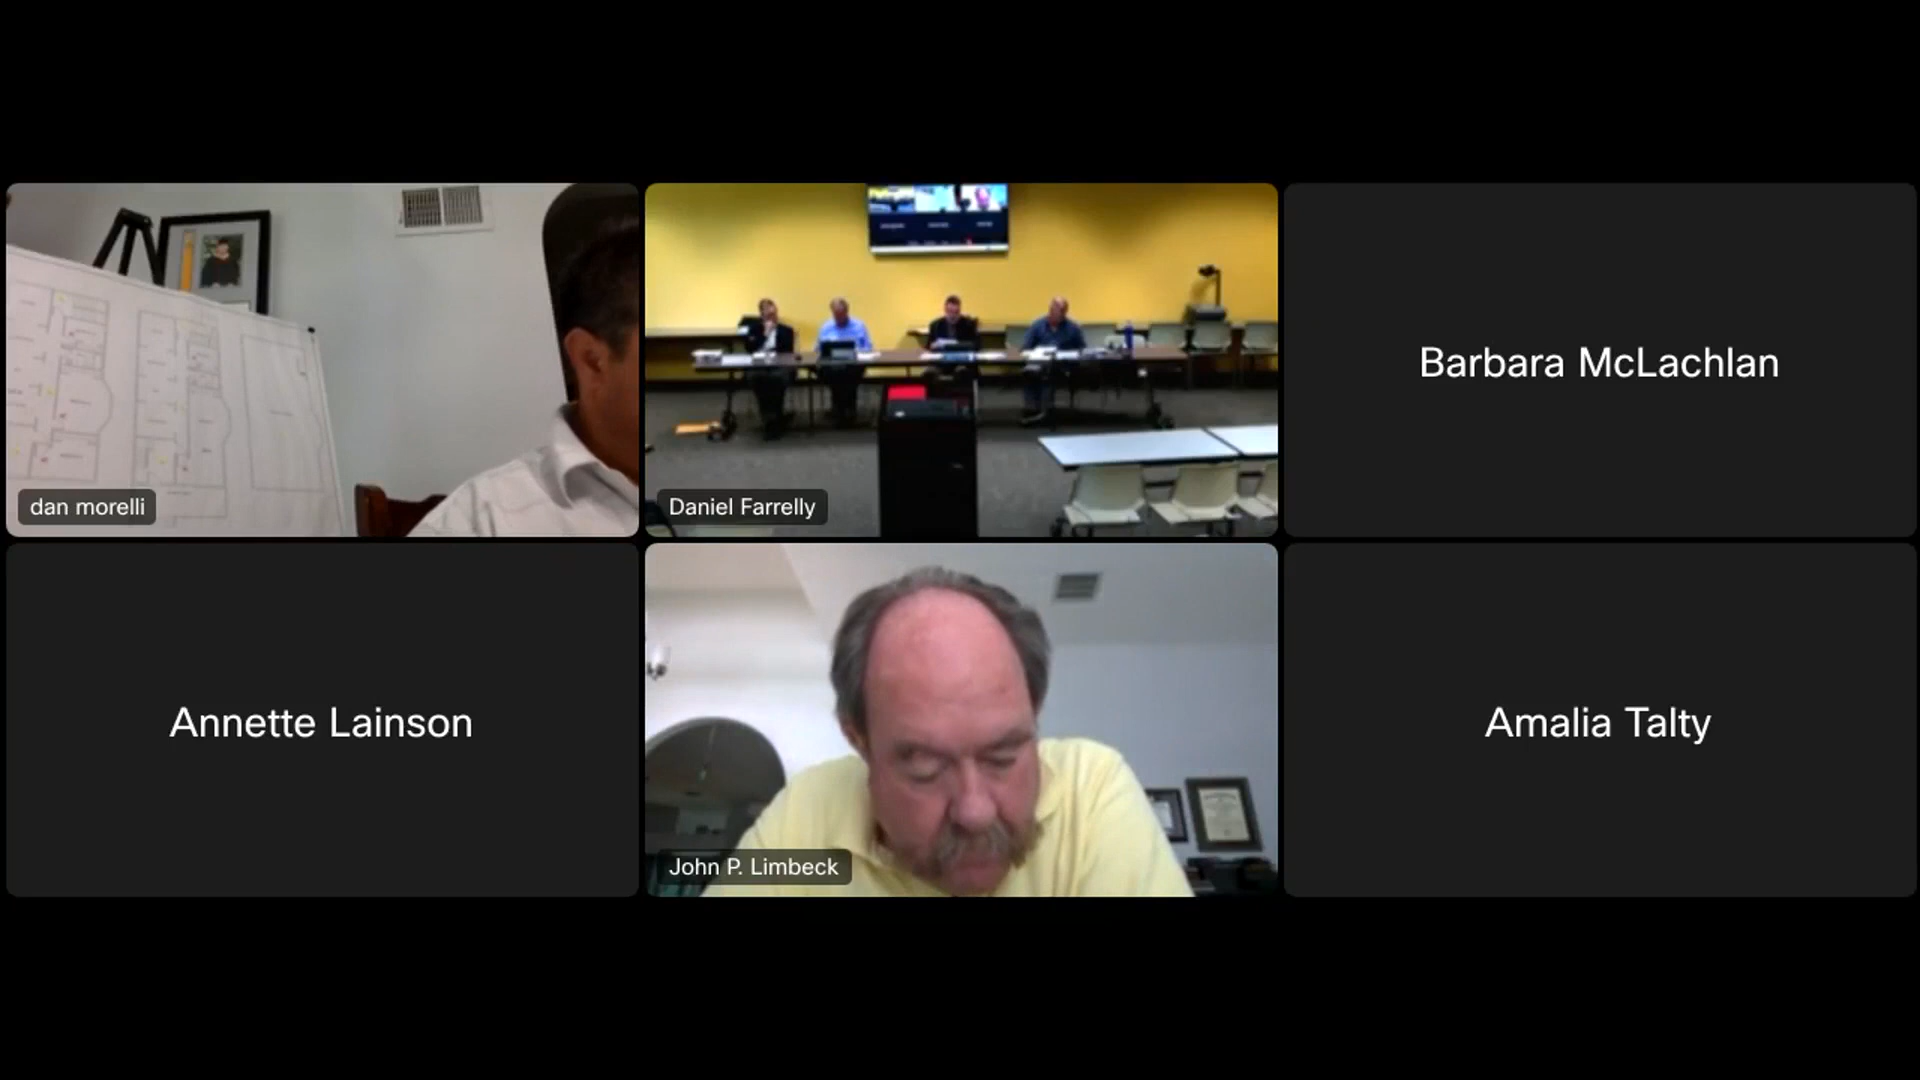 dan morelli
Daniel Farrelly
Barbara McLachlan
Annette Lainson
John P. Limbeck
Amalia Talty